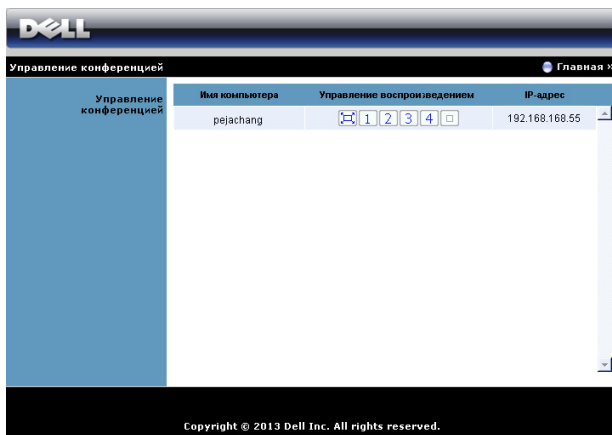 DELL
Управление конференцией
Главная »
Управление
конференцией
Имя компьютера
Управление воспроизведением
IP-адрес
pejachang
1 2 3 4
192.168.168.55
Copyright © 2013 Dell Inc. All rights reserved.